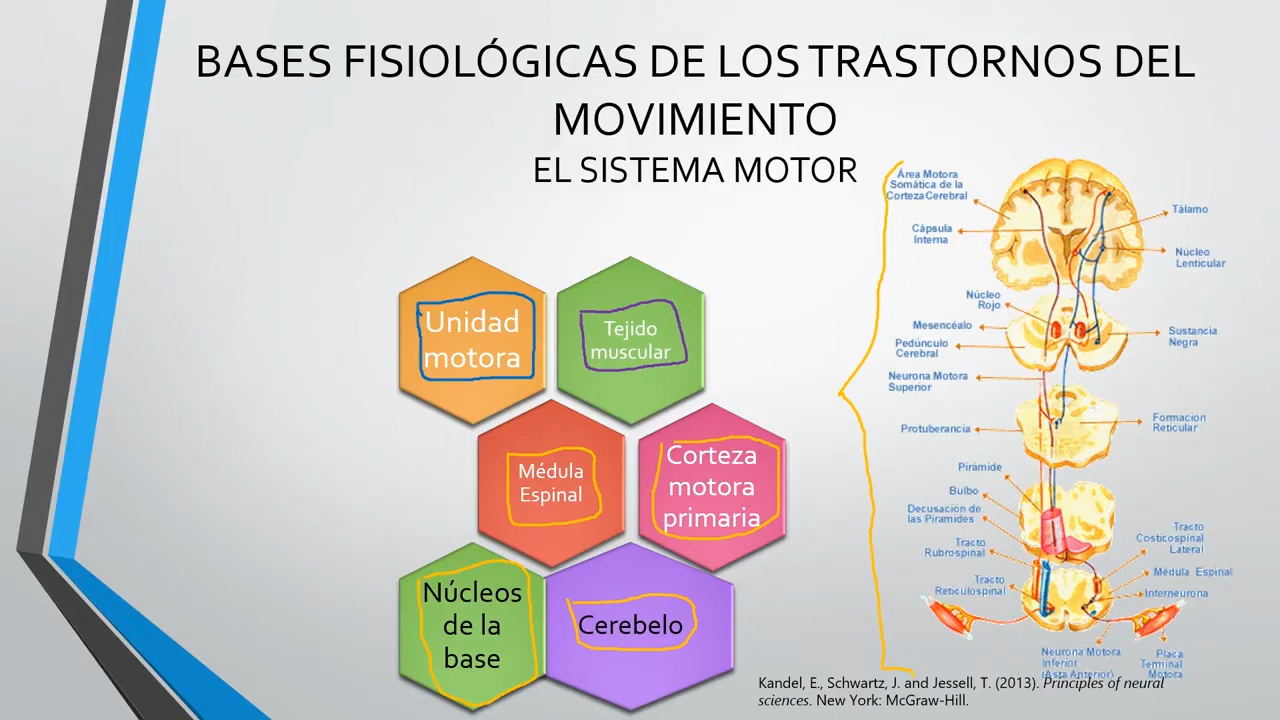 BASES FISIOLÓGICAS DE LOS TRASTORNOS DEL
MOVIMIENTO
EL SISTEMA MOTOR
Unidad
motora
Tejido
muscular
Médula
Espinal
Corteza
motora
primaria
Núcleos
de la
base
Cerebelo
Área Motora
Somática de la
Corteza Cerebral
Cápsula
Interna
Tálamo
Núcleo
Lenticular
Núcleo
Rojo
Mesencéalo
Pedúnculo
Cerebral
Sustancia
Negra
Neurona Motora
Superior
Protuberancia
Formación
Reticular
Pirámide
Bulbo
Decusación de
las Piramides
Tracto
Rubrospinal
Tracto
Reticulospinal
Tracto
Costicospinal
Lateral
Médula Espinal
Interneurona
Neurona Motora
Inferior
(Asta Anterior)
Placa
Terminal
Motora
Kandel, E., Schwartz, J. and Jessell, T. (2013). Principles of neural
sciences. New York: McGraw-Hill.